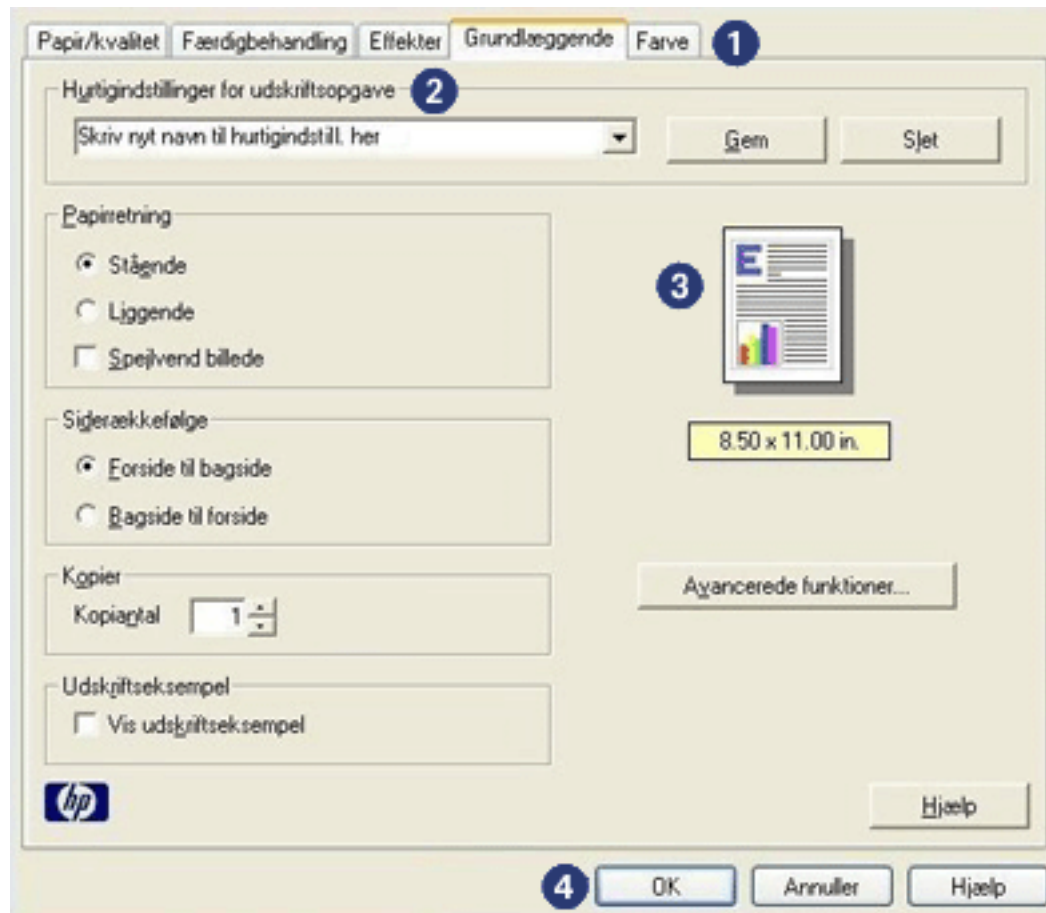 Papir/kvalitet Færdigbehandling Effekter Grundlæggende Farve 1
Hurtigindstillinger for udskriftsopgave 2
Skriv nyt navn til hurtigindstill. her Gem Slet
Papirretning
Stående
Liggende
Spejlvend billede
3
E
8.50 x 11.00 in.
Siderækkefølge
Forside til bagside
Bagside til forside
Kopier
Kopiantal 1
Avancerede funktioner...
Udskriftseksempel
Vis udskriftseksempel
hp
Hjælp
4 OK Annuller Hjælp